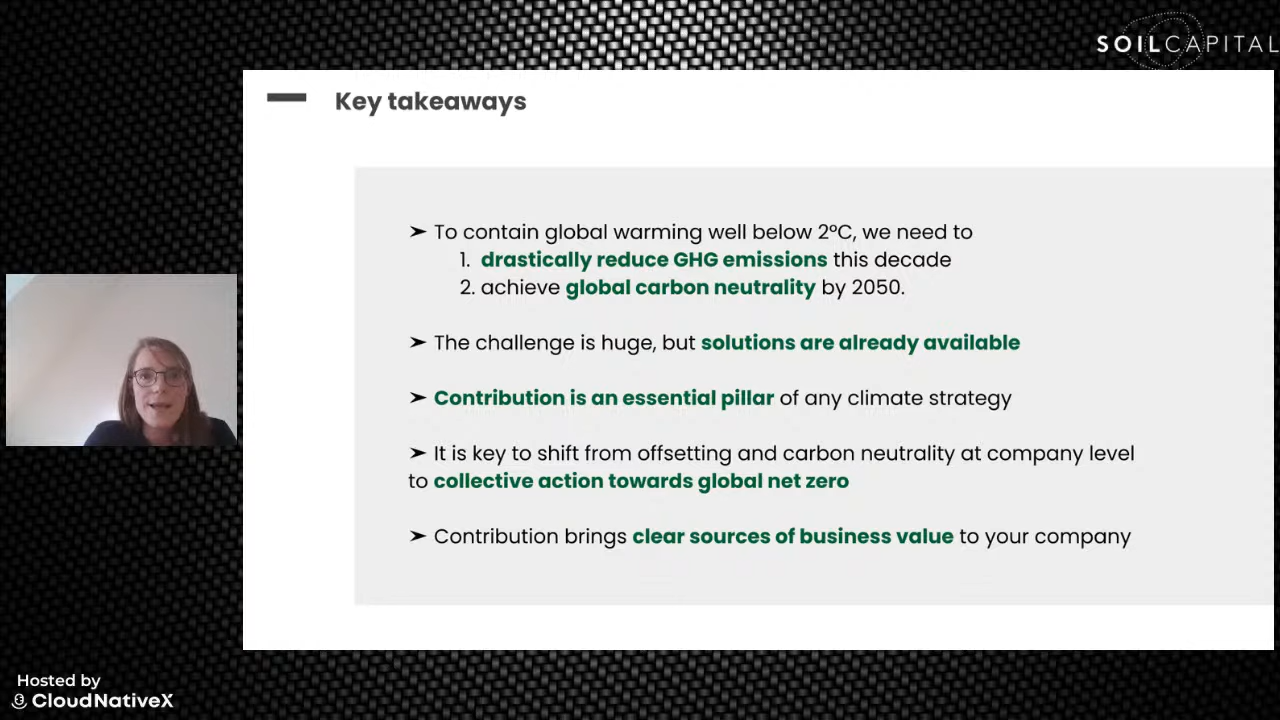 SOILCAPITAL
Key takeaways
➤ To contain global warming well below 2°C, we need to
1. drastically reduce GHG emissions this decade
2. achieve global carbon neutrality by 2050.
➤ The challenge is huge, but solutions are already available
➤ Contribution is an essential pillar of any climate strategy
➤ It is key to shift from offsetting and carbon neutrality at company level
to collective action towards global net zero
➤ Contribution brings clear sources of business value to your company
Hosted by
CloudNativeX